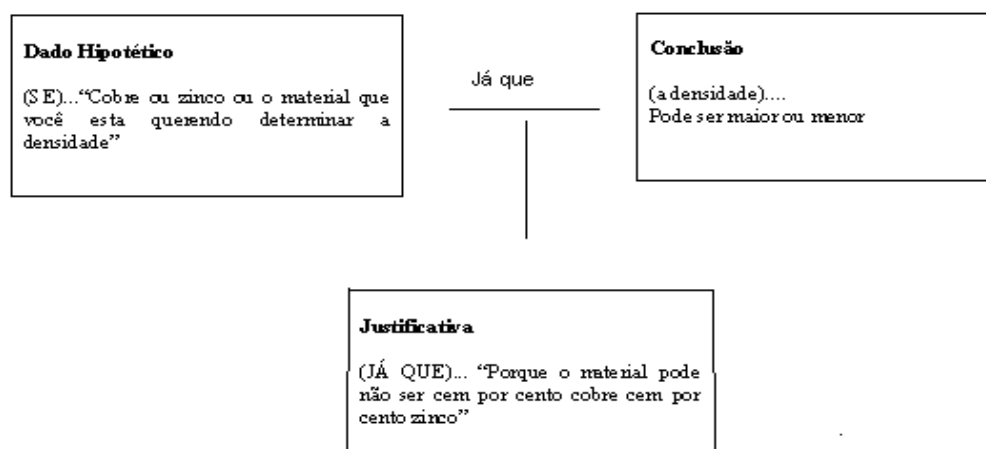 Dado Hipotético
(SE)...“Cobre ou zinco ou o material que
você esta querendo determinar a
densidade”
Já que
Conclusão
(a densidade)....
Pode ser maior ou menor
Justificativa
(JÁ QUE)... “Porque o material pode
não ser cem por cento cobre cem por
cento zinco”